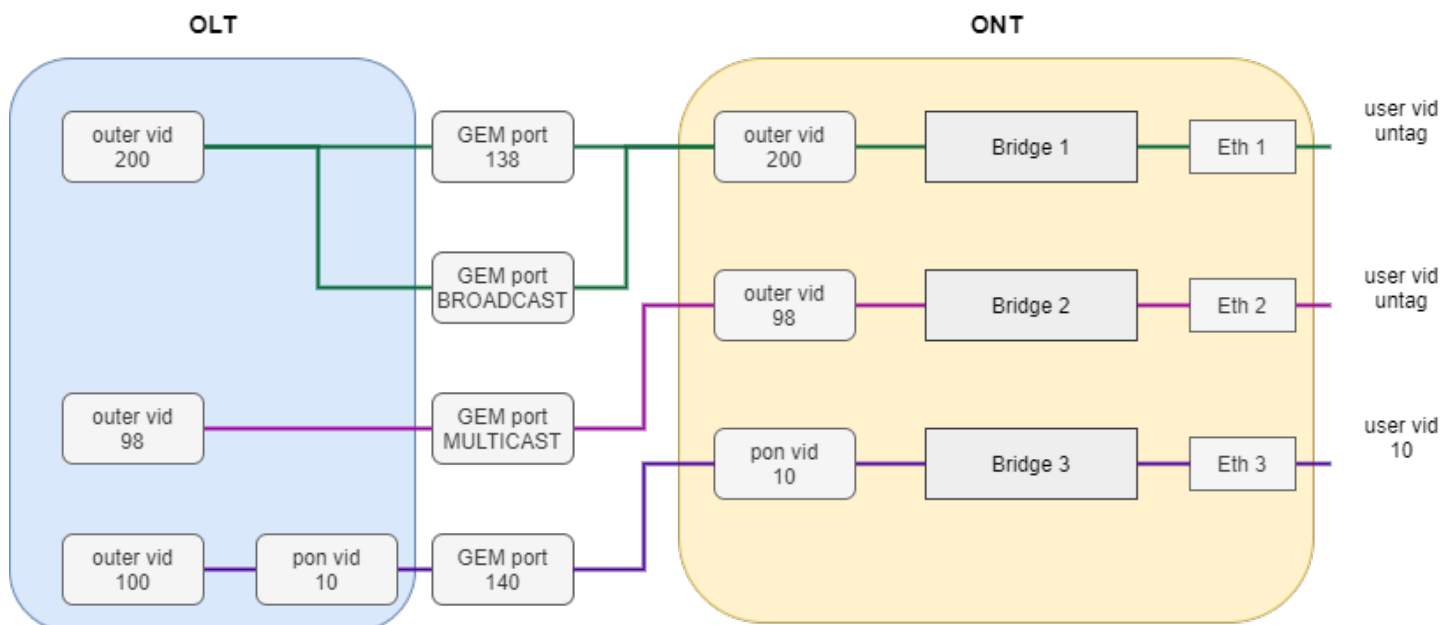 OLT
ONT
outer vid
200
GEM port
138
outer vid
200
Bridge 1
Eth 1
user vid
untag
GEM port
BROADCAST
outer vid
98
Bridge 2
Eth 2
user vid
untag
outer vid
98
GEM port
MULTICAST
pon vid
10
Bridge 3
Eth 3
user vid
10
outer vid
100
pon vid
10
GEM port
140